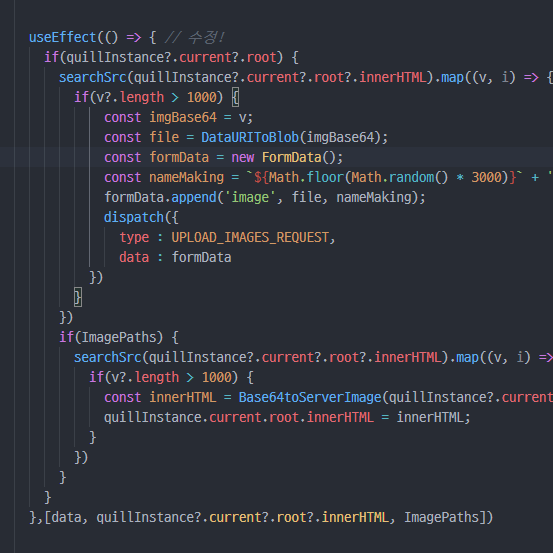 useEffect(() => { // 수정!
if(quillInstance?.current?.root) {
searchSrc(quillInstance?.current?.root?.innerHTML).map((v, i) => {
if(v?.length > 1000) {
const imgBase64 = v;
const file = DataURIToBlob(imgBase64);
const formData = new FormData();
const nameMaking = `${Math.floor(Math.random() * 3000)}` + '
formData.append('image', file, nameMaking);
dispatch({
type : UPLOAD_IMAGES_REQUEST,
data : formData
})
}
})
if(ImagePaths) {
searchSrc(quillInstance?.current?.root?.innerHTML).map((v, i) =>
if(v?.length > 1000) {
const innerHTML = Base64toServerImage(quillInstance?.current
quillInstance.current.root.innerHTML = innerHTML;
}
})
}
}
},[data, quillInstance?.current?.root?.innerHTML, ImagePaths])